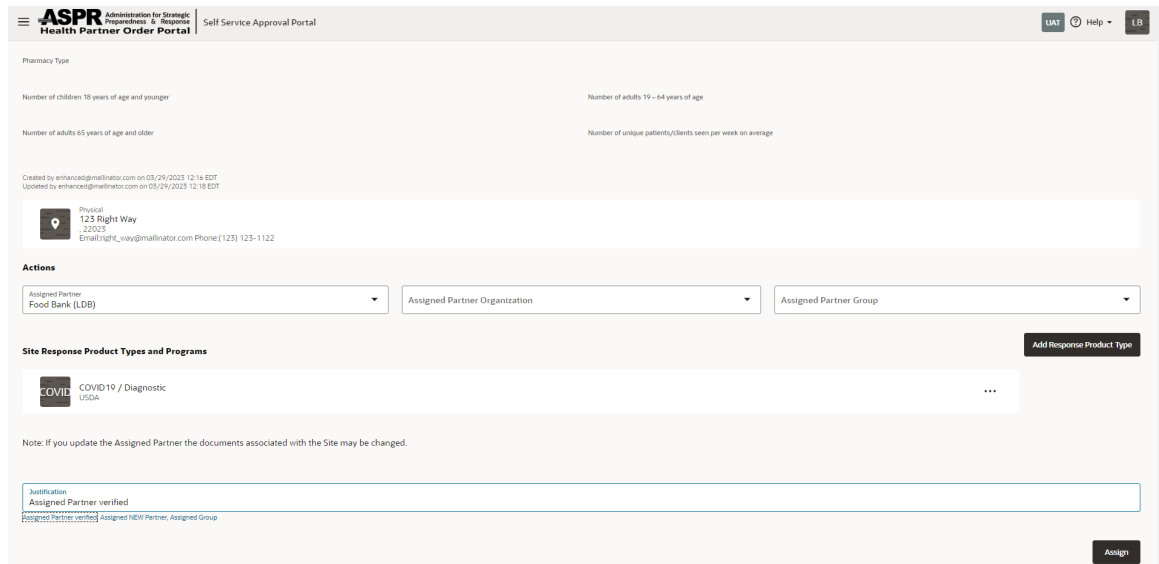 ASPR Administration for Strategic
Preparedness & Response
Health Partner Order Portal
Self Service Approval Portal
UAT
Help
LB
Pharmacy Type
Number of children 18 years of age and younger
Number of adults 19 – 64 years of age
Number of adults 65 years of age and older
Number of unique patients/clients seen per week on average
Created by enhanced@mailinator.com on 03/29/2023 12:16 EDT
Updated by enhanced@mailinator.com on 03/29/2023 12:18 EDT
Physical
123 Right Way
, 22023
Email:right_way@mailinator.com Phone:(123) 123-1122
Actions
Assigned Partner
Food Bank (LDB)
Assigned Partner Organization
Assigned Partner Group
Site Response Product Types and Programs
Add Response Product Type
COVID
COVID19 / Diagnostic
USDA
...
Note: If you update the Assigned Partner the documents associated with the Site may be changed.
Justification
Assigned Partner verified
Assigned Partner verified, Assigned NEW Partner, Assigned Group
Assign